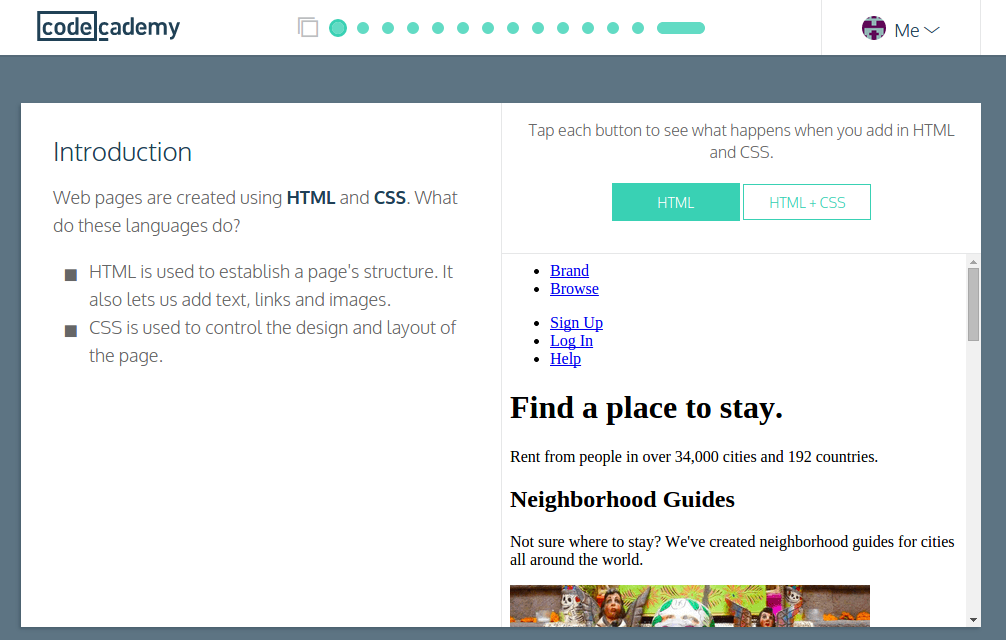 codecademy
Me
Introduction
Web pages are created using HTML and CSS. What
do these languages do?
HTML is used to establish a page's structure. It
also lets us add text, links and images.
CSS is used to control the design and layout of
the page.
Tap each button to see what happens when you add in HTML
and CSS.
HTML
HTML + CSS
Brand
Browse
Sign Up
Log In
Help
Find a place to stay.
Rent from people in over 34,000 cities and 192 countries.
Neighborhood Guides
Not sure where to stay? We've created neighborhood guides for cities
all around the world.